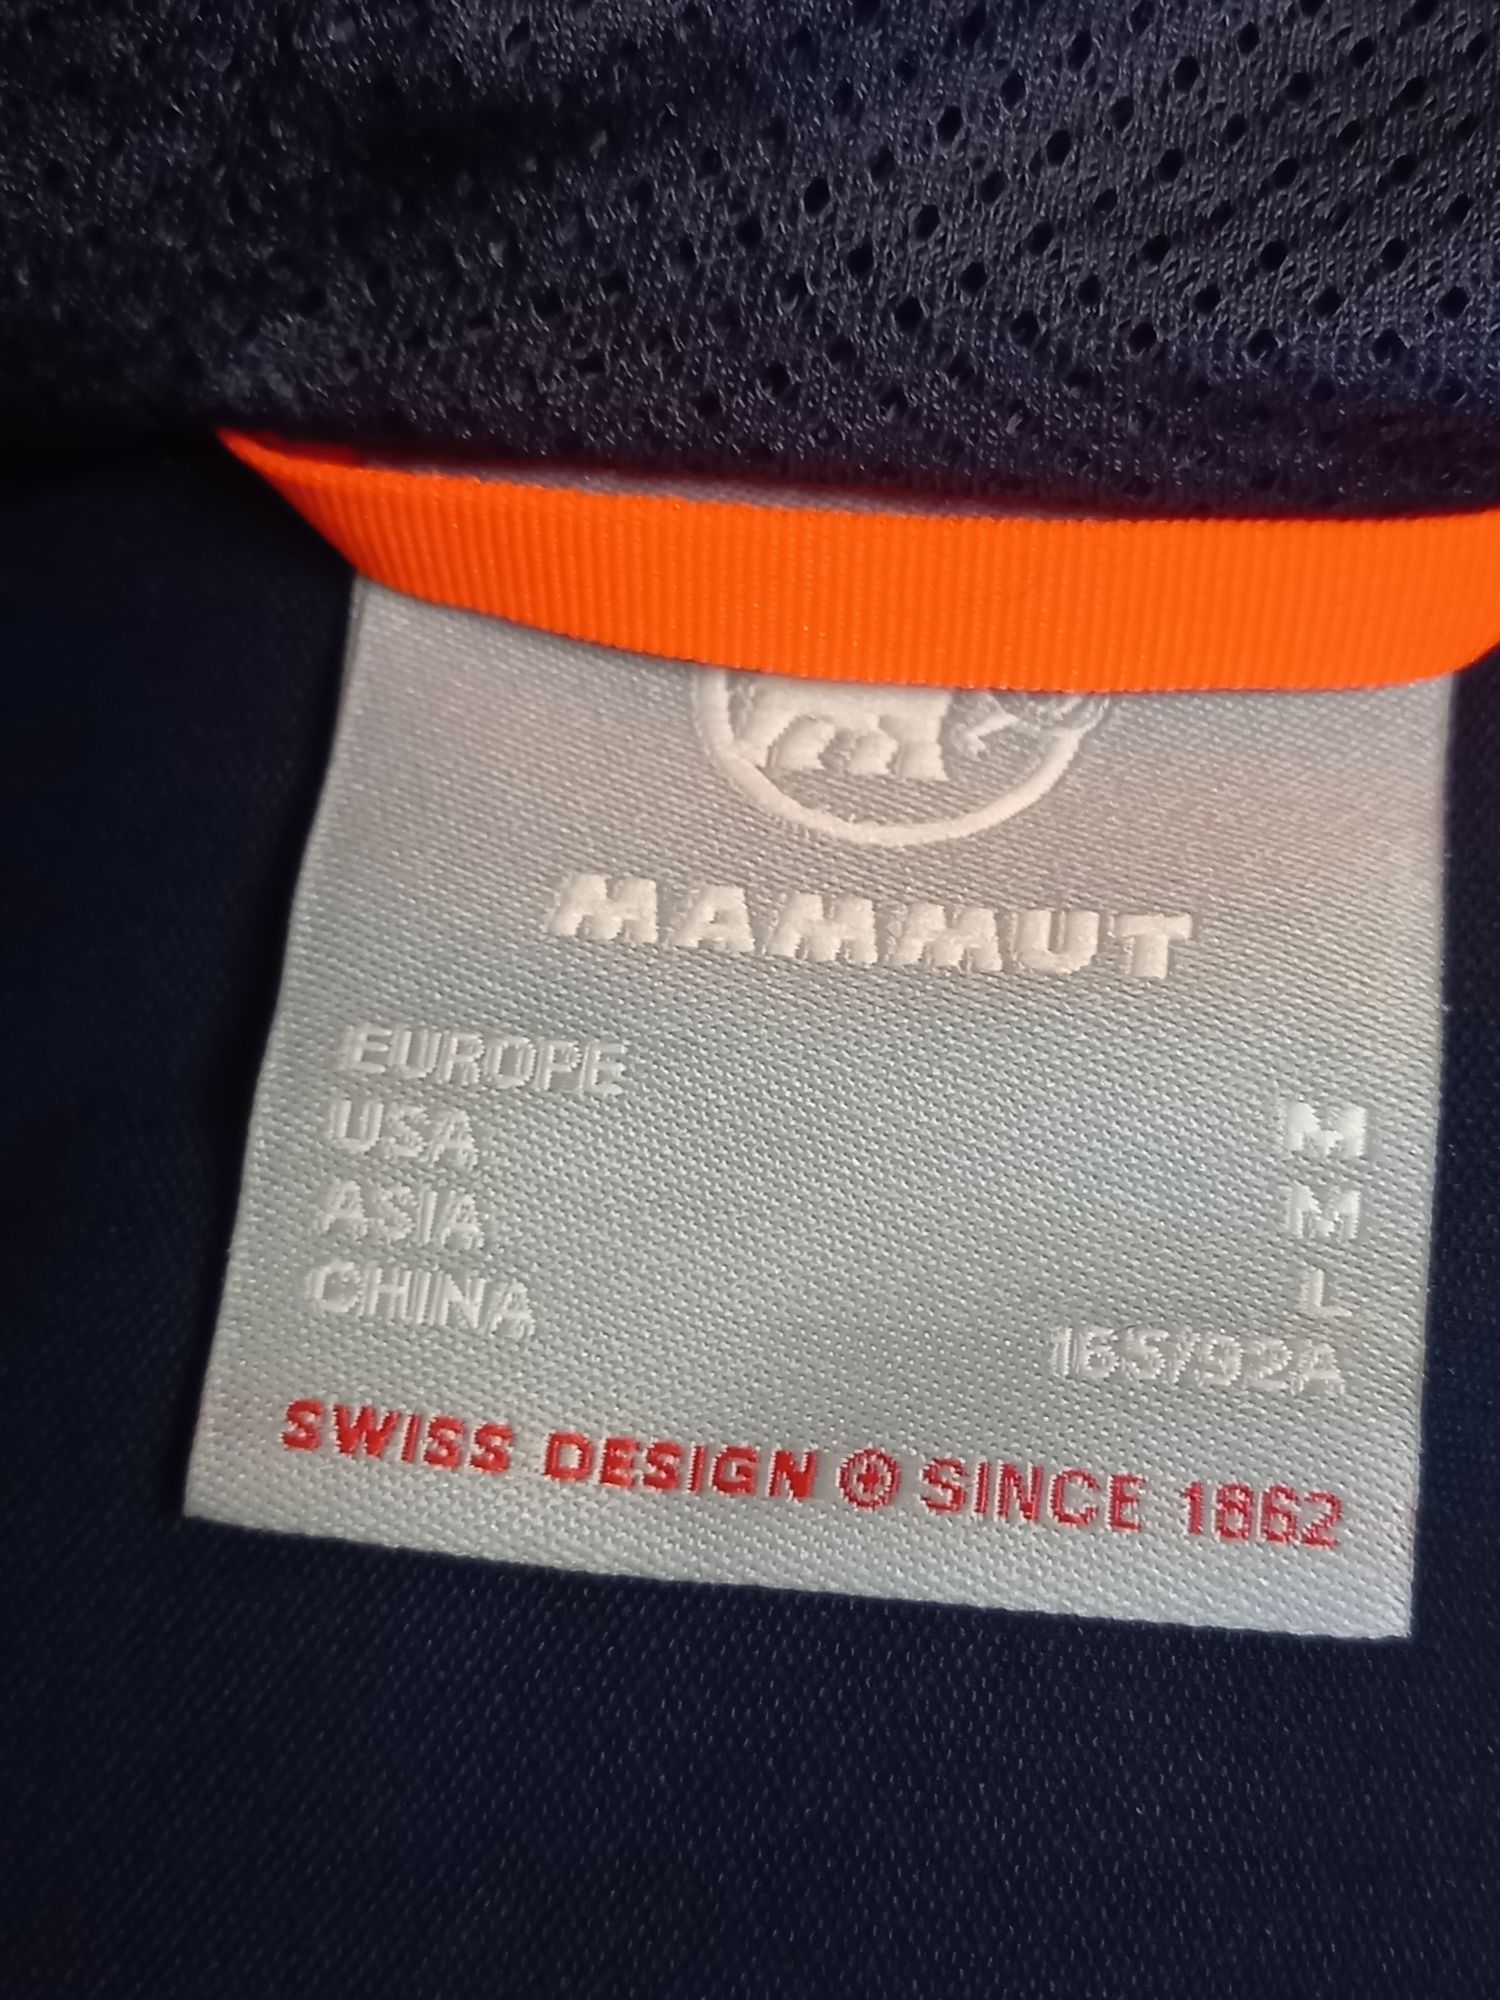 MAMMUT
EUROPE M
USA M
ASIA L
CHINA 165/92A
SWISS DESIGN SINCE 1862